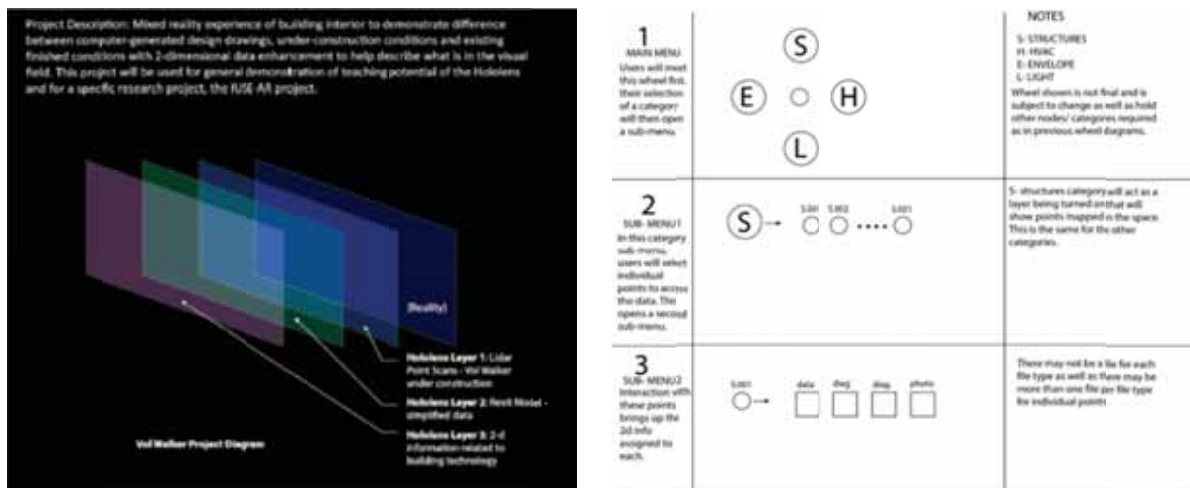 Project Description: Mixed reality experience of building interior to demonstrate difference
between computer-generated design drawings, under-construction conditions and existing
finished conditions with 2-dimensional data enhancement to help describe what is in the visual
field. This project will be used for general demonstration of teaching potential of the Hololens
and for a specific research project, the IUSE-AR project.
(Reality)
Hololens Layer 1: Lidar
Point Scans - Vol Walker
under construction
Hololens Layer 2: Revit Model -
simplified data
Hololens Layer 3: 2-d
information related to
building technology
Vol Walker Project Diagram
1
MAIN MENU
Users will meet
this wheel first,
their selection
of a category
will then open
a sub-menu.
S
E
H
L
NOTES
S- STRUCTURES
H- HVAC
E- ENVELOPE
L- LIGHT
Wheel shown is not final and is
subject to change as well as hold
other nodes/ categories required
as in previous wheel diagrams.
2
SUB- MENU1
In this category
sub-menu,
users will select
individual
points to access
the data. This
opens a second
sub-menu.
S
S.001 S.002 S.001
S- structures category will act as a
layer being turned on that will
show points mapped in the space
This is the same for the other
categories.
3
SUB- MENU2
Interaction with
these points
brings up the
2d info
assigned to
each.
S.001
data dwg diag. photo
There may not be a file for each
file type as well as there may be
more than one file per file type
for individual points